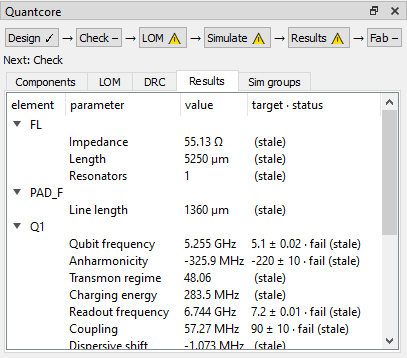 Quantcore
Design ✓ → Check – → LOM ⚠ → Simulate ⚠ → Results ⚠ → Fab –
Next: Check
Components LOM DRC Results Sim groups
element parameter value target · status
FL
Impedance 55.13 Ω (stale)
Length 5250 µm (stale)
Resonators 1 (stale)
PAD_F
Line length 1360 µm (stale)
Q1
Qubit frequency 5.255 GHz 5.1 ± 0.02 · fail (stale)
Anharmonicity -325.9 MHz -220 ± 10 · fail (stale)
Transmon regime 48.06 (stale)
Charging energy 283.5 MHz (stale)
Readout frequency 6.744 GHz 7.2 ± 0.01 · fail (stale)
Coupling 57.27 MHz 90 ± 10 · fail (stale)
Dispersive shift -1.073 MHz (stale)